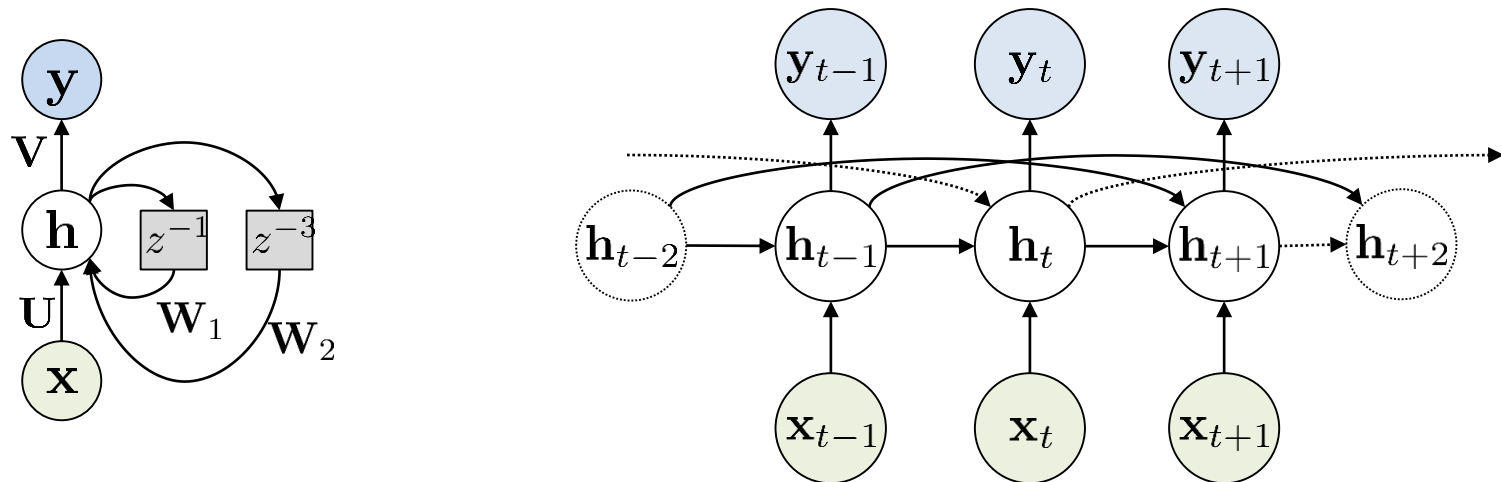 y
V
h
z^{-1}
z^{-3}
U
W_1
W_2
x
y_{t-1} y_t y_{t+1}
h_{t-2} h_{t-1} h_t h_{t+1} h_{t+2}
x_{t-1} x_t x_{t+1}